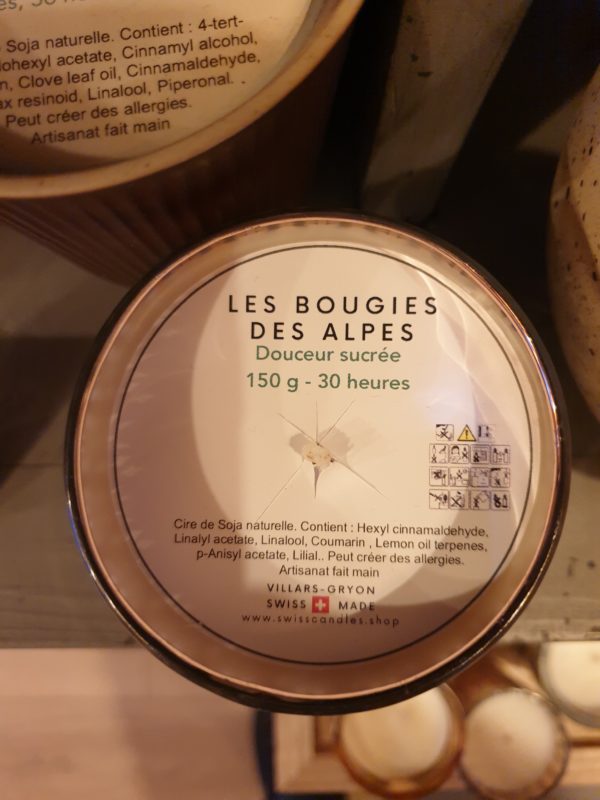 Soja naturelle. Contient : 4-tert-
lohexyl acetate, Cinnamyl alcohol,
Clove leaf oil, Cinnamaldehyde,
resinoid, Linalool, Piperonal. .
Peut créer des allergies.
Artisanat fait main
LES BOUGIES
DES ALPES
Douceur sucrée
150 g - 30 heures
Cire de Soja naturelle. Contient : Hexyl cinnamaldehyde,
Linalyl acetate, Linalool, Coumarin , Lemon oil terpenes,
p-Anisyl acetate, Lilial.. Peut créer des allergies.
Artisanat fait main
VILLARS-GRYON
SWISS MADE
www.swisscandles.shop